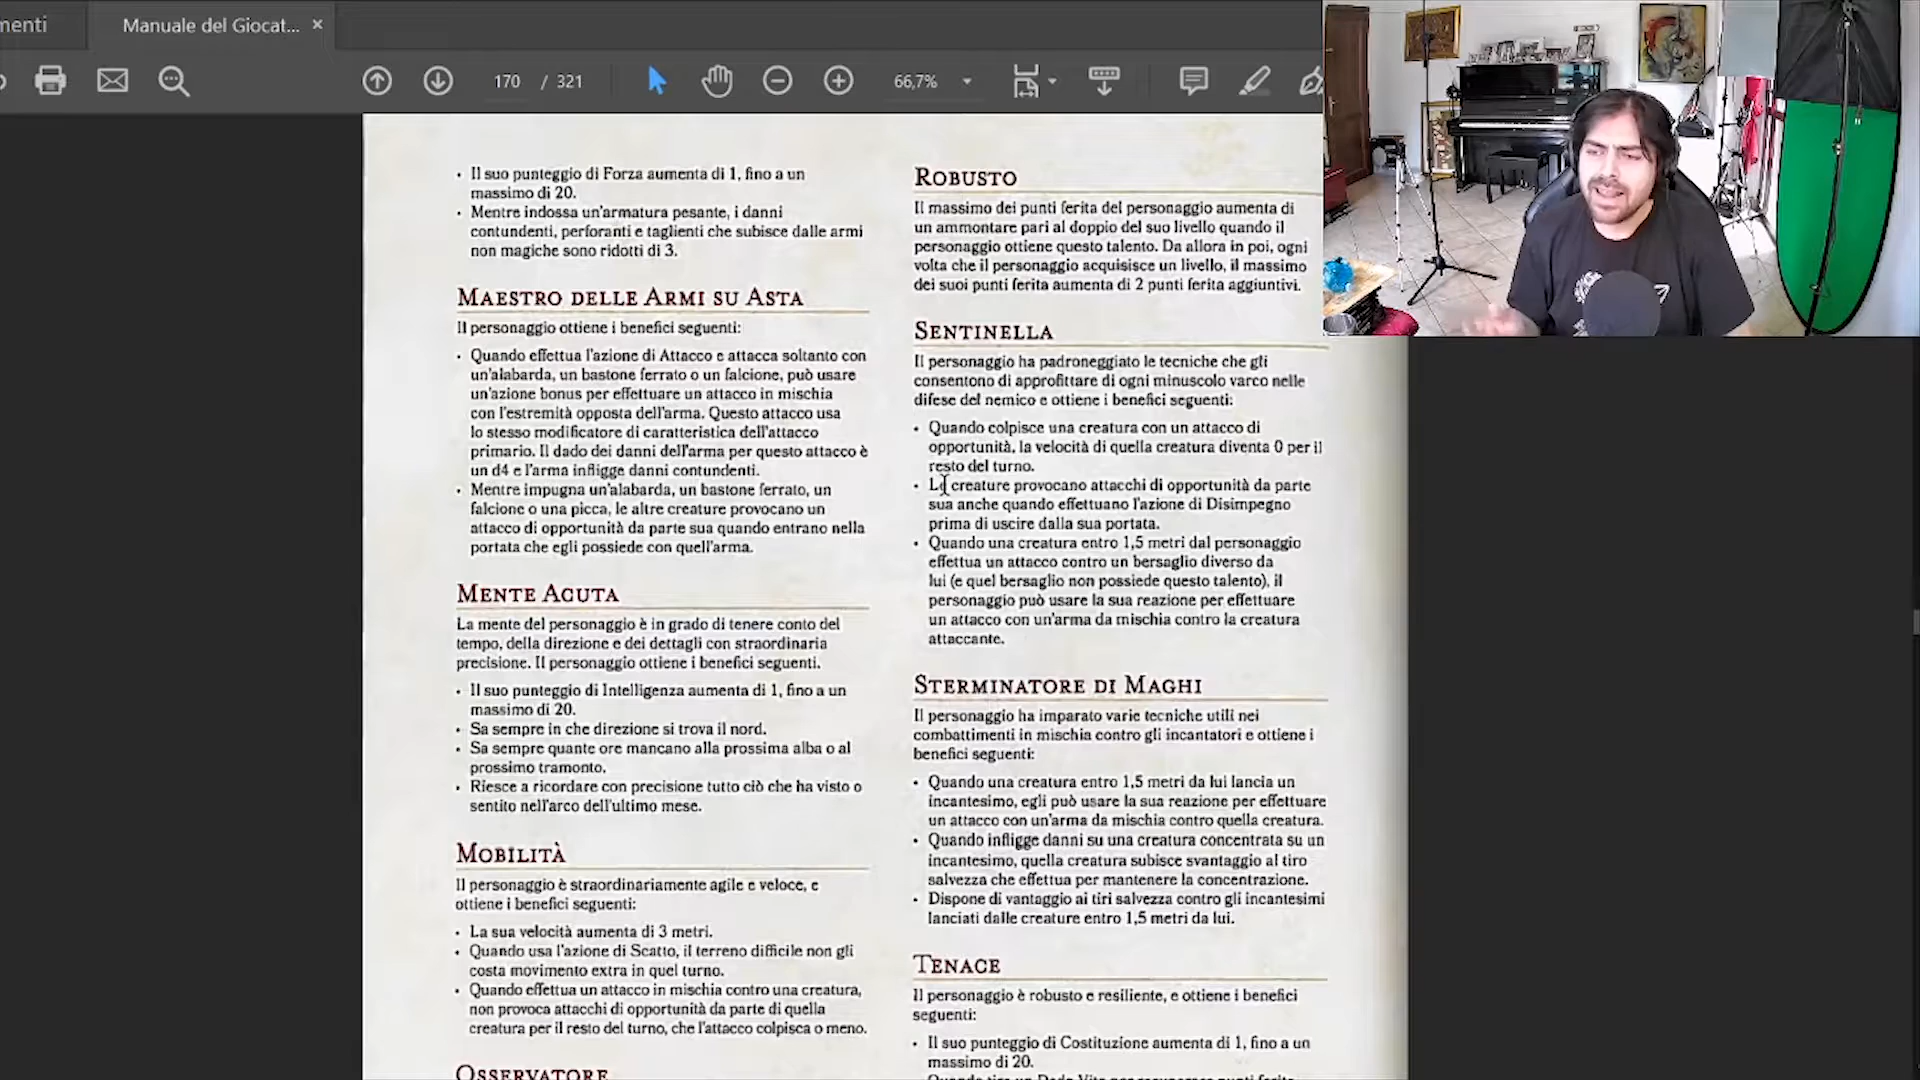 menti
Manuale del Giocat...
170 / 321
66,7%
• Il suo punteggio di Forza aumenta di 1, fino a un
massimo di 20.
• Mentre indossa un'armatura pesante, i danni
contundenti, perforanti e taglienti che subisce dalle armi
non magiche sono ridotti di 3.
MAESTRO DELLE ARMI SU ASTA
Il personaggio ottiene i benefici seguenti:
• Quando effettua l'azione di Attacco e attacca soltanto con
un'alabarda, un bastone ferrato o un falcione, può usare
un'azione bonus per effettuare un attacco in mischia
con l'estremità opposta dell'arma. Questo attacco usa
lo stesso modificatore di caratteristica dell'attacco
primario. Il dado dei danni dell'arma per questo attacco è
un d4 e l'arma infligge danni contundenti.
• Mentre impugna un'alabarda, un bastone ferrato, un
falcione o una picca, le altre creature provocano un
attacco di opportunità da parte sua quando entrano nella
portata che egli possiede con quell'arma.
MENTE ACUTA
La mente del personaggio è in grado di tenere conto del
tempo, della direzione e dei dettagli con straordinaria
precisione. Il personaggio ottiene i benefici seguenti.
• Il suo punteggio di Intelligenza aumenta di 1, fino a un
massimo di 20.
• Sa sempre in che direzione si trova il nord.
• Sa sempre quante ore mancano alla prossima alba o al
prossimo tramonto.
• Riesce a ricordare con precisione tutto ciò che ha visto o
sentito nell'arco dell'ultimo mese.
MOBILITÀ
Il personaggio è straordinariamente agile e veloce, e
ottiene i benefici seguenti:
• La sua velocità aumenta di 3 metri.
• Quando usa l'azione di Scatto, il terreno difficile non gli
costa movimento extra in quel turno.
• Quando effettua un attacco in mischia contro una creatura,
non provoca attacchi di opportunità da parte di quella
creatura per il resto del turno, che l'attacco colpisca o meno.
OSSERVATORE
ROBUSTO
Il massimo dei punti ferita del personaggio aumenta di
un ammontare pari al doppio del suo livello quando il
personaggio ottiene questo talento. Da allora in poi, ogni
volta che il personaggio acquisisce un livello, il massimo
dei suoi punti ferita aumenta di 2 punti ferita aggiuntivi.
SENTINELLA
Il personaggio ha padroneggiato le tecniche che gli
consentono di approfittare di ogni minuscolo varco nelle
difese del nemico e ottiene i benefici seguenti:
• Quando colpisce una creatura con un attacco di
opportunità, la velocità di quella creatura diventa 0 per il
resto del turno.
• Le creature provocano attacchi di opportunità da parte
sua anche quando effettuano l'azione di Disimpegno
prima di uscire dalla sua portata.
• Quando una creatura entro 1,5 metri dal personaggio
effettua un attacco contro un bersaglio diverso da
lui (e quel bersaglio non possiede questo talento), il
personaggio può usare la sua reazione per effettuare
un attacco con un'arma da mischia contro la creatura
attaccante.
STERMINATORE DI MAGHI
Il personaggio ha imparato varie tecniche utili nei
combattimenti in mischia contro gli incantatori e ottiene i
benefici seguenti:
• Quando una creatura entro 1,5 metri da lui lancia un
incantesimo, egli può usare la sua reazione per effettuare
un attacco con un'arma da mischia contro quella creatura.
• Quando infligge danni su una creatura concentrata su un
incantesimo, quella creatura subisce svantaggio al tiro
salvezza che effettua per mantenere la concentrazione.
• Dispone di vantaggio ai tiri salvezza contro gli incantesimi
lanciati dalle creature entro 1,5 metri da lui.
TENACE
Il personaggio è robusto e resiliente, e ottiene i benefici
seguenti:
• Il suo punteggio di Costituzione aumenta di 1, fino a un
massimo di 20.